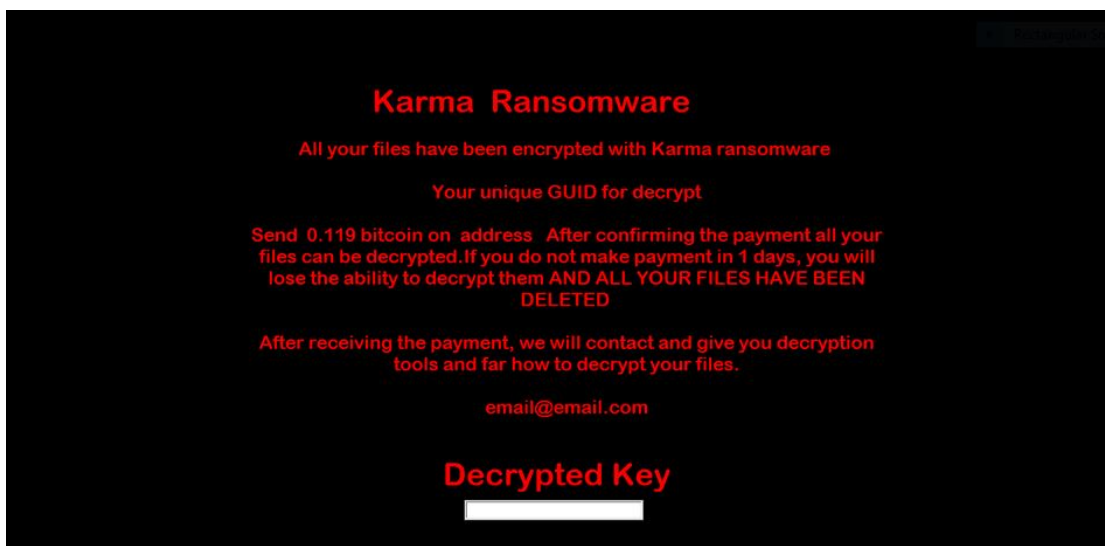 Karma Ransomware
All your files have been encrypted with Karma ransomware
Your unique GUID for decrypt
Send 0.119 bitcoin on address After confirming the payment all your
files can be decrypted.If you do not make payment in 1 days, you will
lose the ability to decrypt them AND ALL YOUR FILES HAVE BEEN
DELETED
After receiving the payment, we will contact and give you decryption
tools and far how to decrypt your files.
email@email.com
Decrypted Key